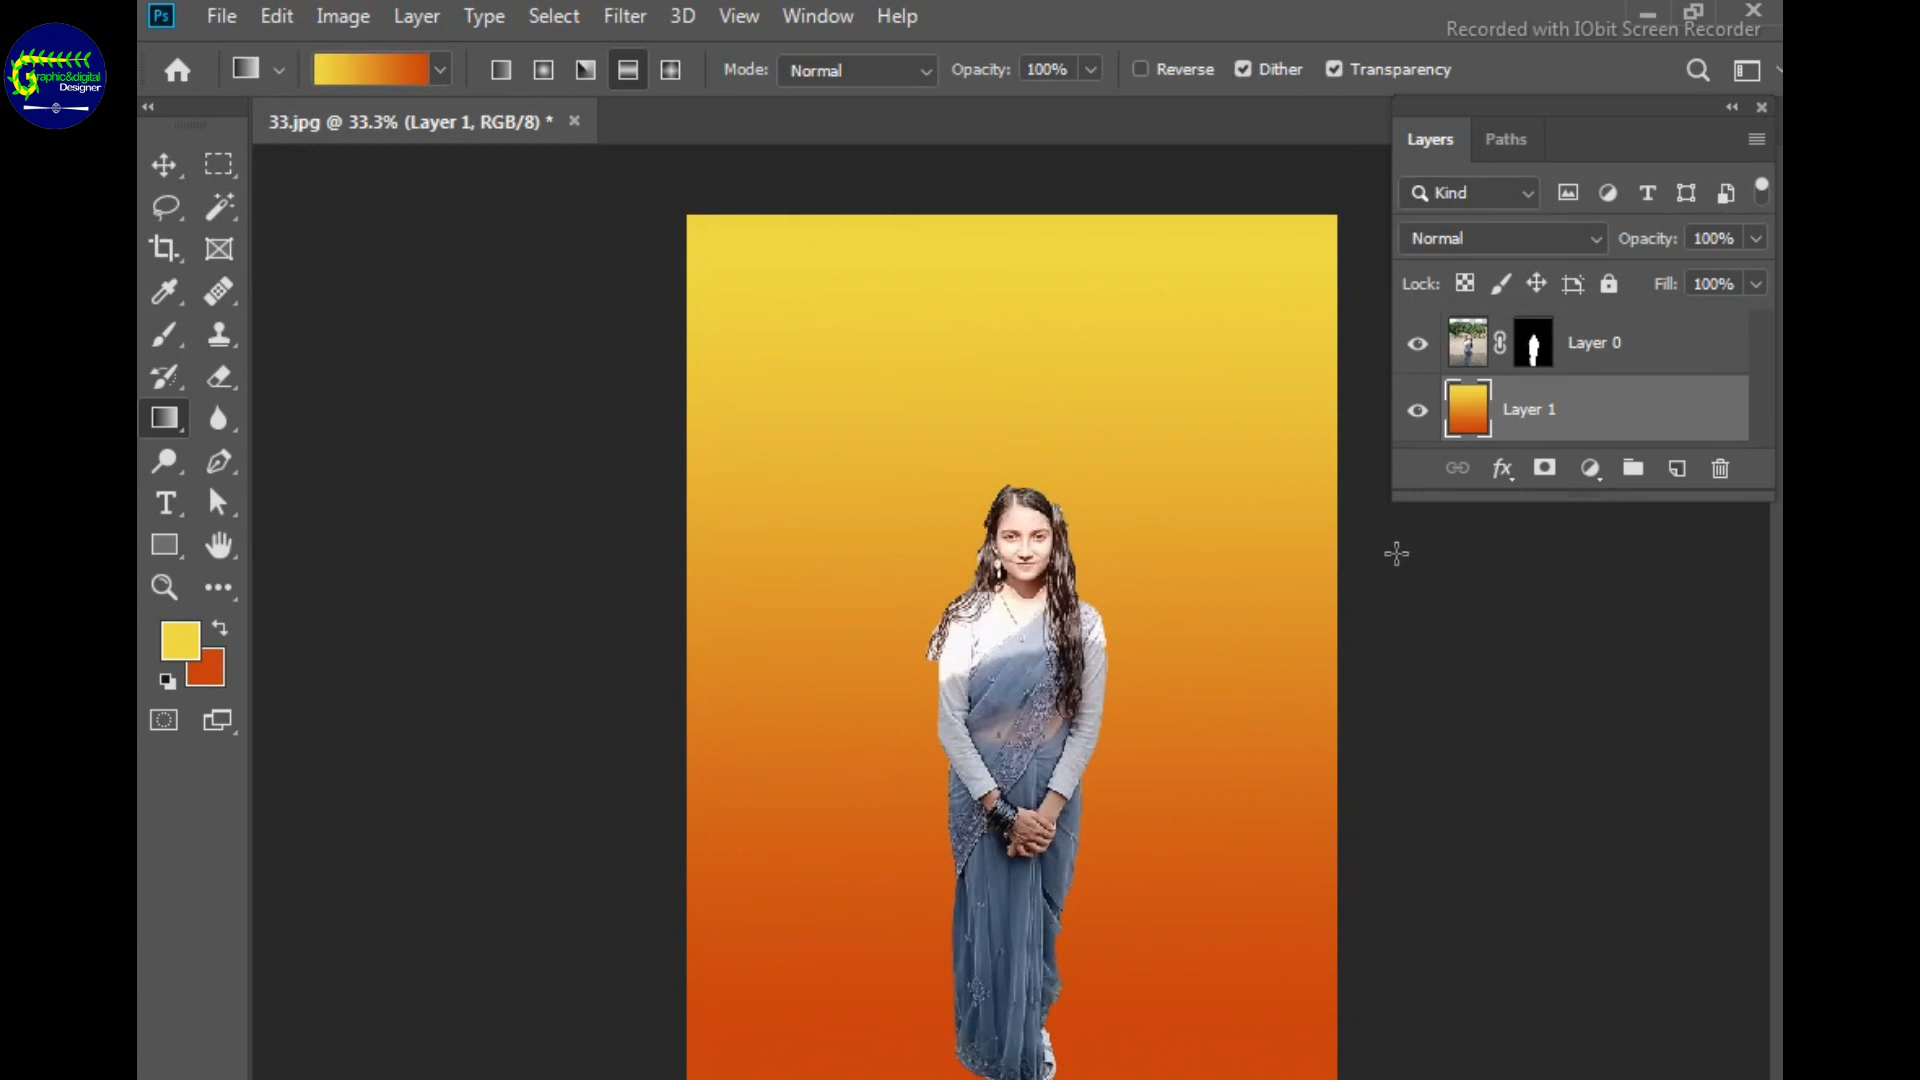 Ps File Edit Image Layer Type Select Filter 3D View Window Help
Recorded with IObit Screen Recorder
Graphic&digital
Designer
Mode: Normal Opacity: 100% Reverse Dither Transparency
33.jpg @ 33.3% (Layer 1, RGB/8) *
Layers Paths
Kind
Normal Opacity: 100%
Lock: Fill: 100%
Layer 0
Layer 1